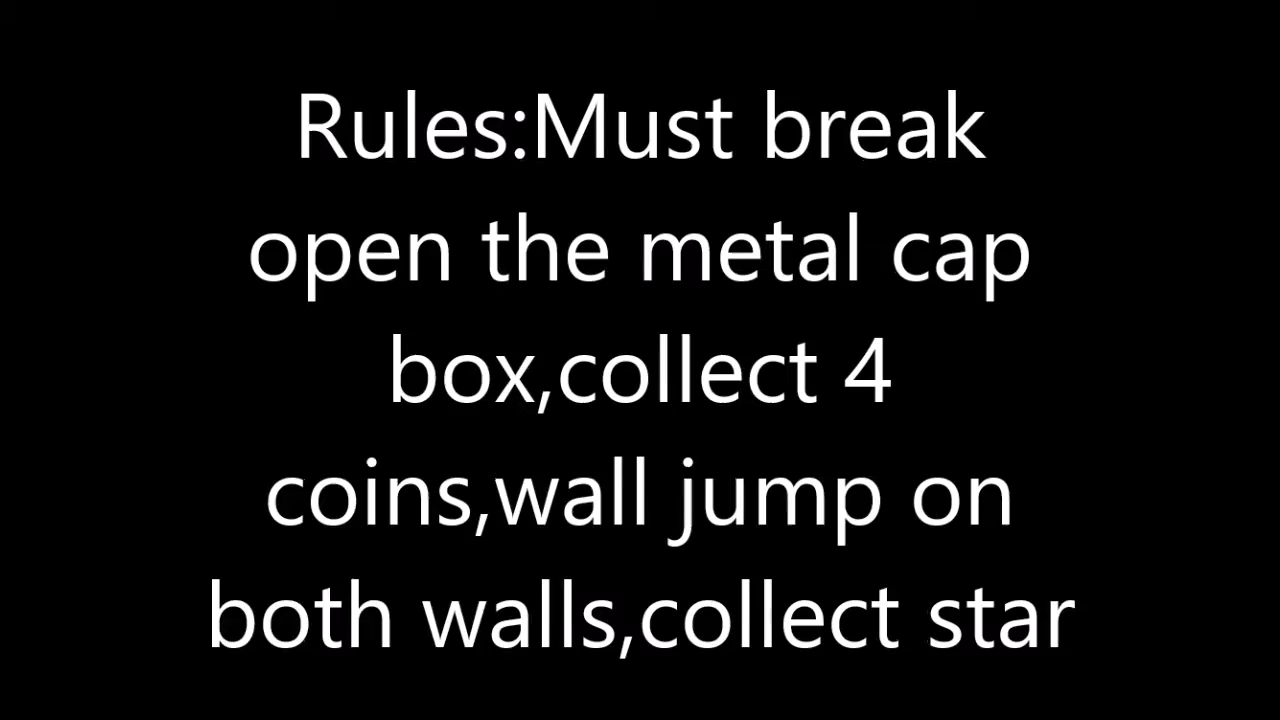 Rules:Must break
open the metal cap
box,collect 4
coins,wall jump on
both walls,collect star